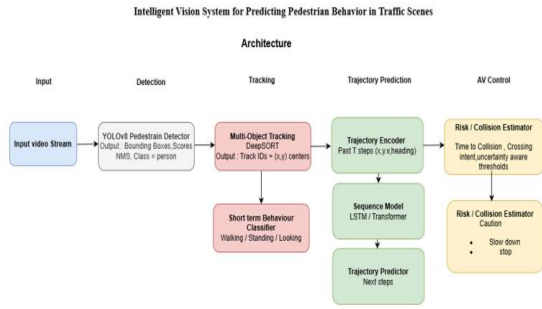 Intelligent Vision System for Predicting Pedestrian Behavior in Traffic Scenes
Architecture
Input
Detection
Tracking
Trajectory Prediction
AV Control
Input video Stream
YOLOv8 Pedestrain Detector
Output : Bounding Boxes,Scores
NMS, Class = person
Multi-Object Tracking
DeepSORT
Output : Track IDs + (x,y) centers
Short term Behaviour
Classifier
Walking / Standing / Looking
Trajectory Encoder
Past T steps (x,y,v,heading)
Sequence Model
LSTM / Transformer
Trajectory Predictor
Next steps
Risk / Collision Estimator
Time to Collision , Crossing
intent,uncertainty aware
thresholds
Risk / Collision Estimator
Caution
• Slow down
• stop